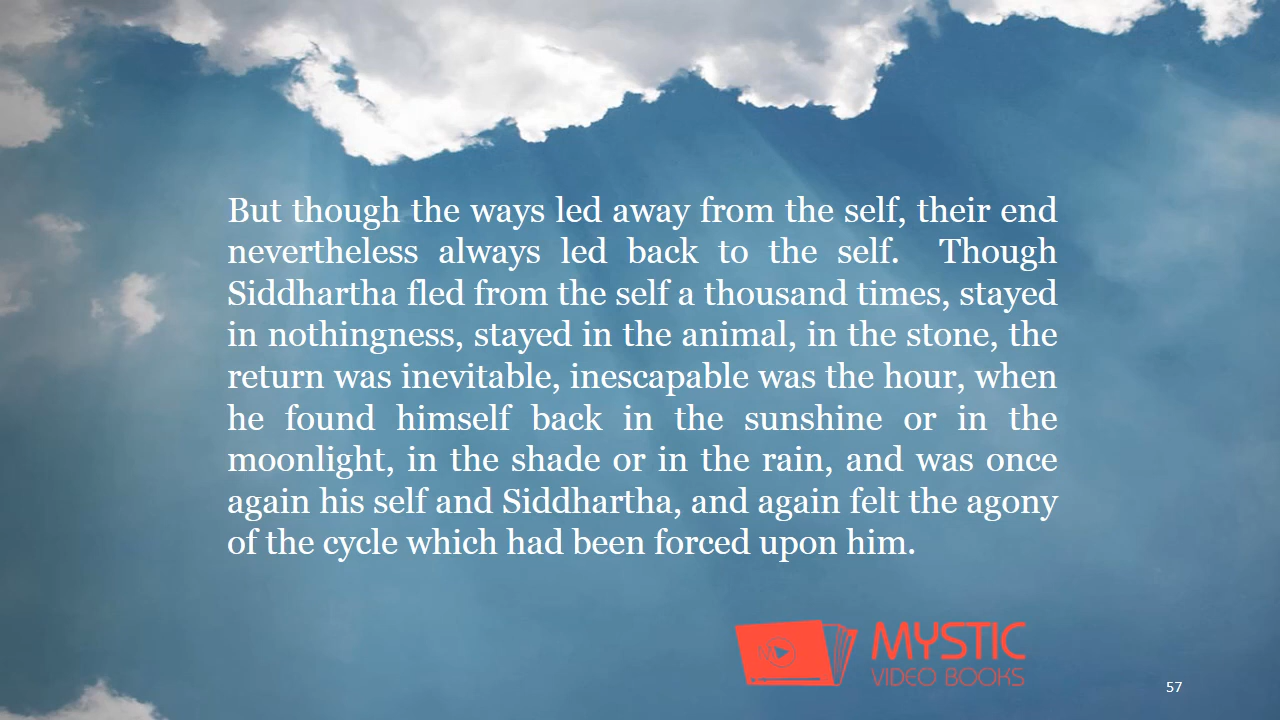 But though the ways led away from the self, their end
nevertheless always led back to the self. Though
Siddhartha fled from the self a thousand times, stayed
in nothingness, stayed in the animal, in the stone, the
return was inevitable, inescapable was the hour, when
he found himself back in the sunshine or in the
moonlight, in the shade or in the rain, and was once
again his self and Siddhartha, and again felt the agony
of the cycle which had been forced upon him.
MYSTIC
VIDEO BOOKS
57